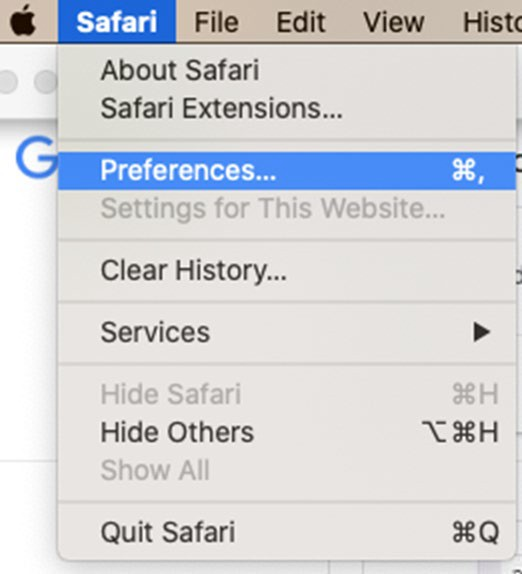 Safari File Edit View Histo
About Safari
Safari Extensions...
Preferences... ⌘,
Settings for This Website...
Clear History...
Services ▶
Hide Safari ⌘H
Hide Others ⌥⌘H
Show All
Quit Safari ⌘Q